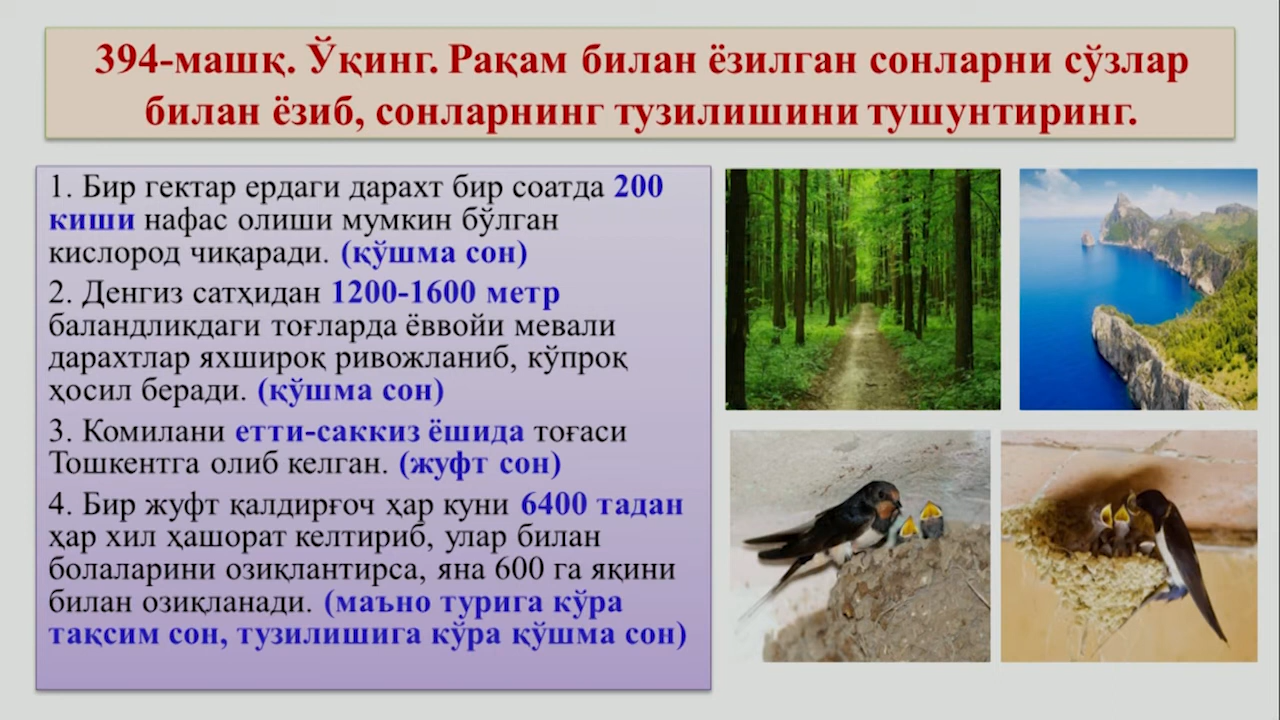 394-машқ. Ўқинг. Рақам билан ёзилган сонларни сўзлар
билан ёзиб, сонларнинг тузилишини тушунтиринг.
1. Бир гектар ердаги дарахт бир соатда 200
киши нафас олиши мумкин бўлган
кислород чиқаради. (қўшма сон)
2. Денгиз сатҳидан 1200-1600 метр
баландликдаги тоғларда ёввойи мевали
дарахтлар яхшироқ ривожланиб, кўпроқ
ҳосил беради. (қўшма сон)
3. Комилани етти-саккиз ёшида тоғаси
Тошкентга олиб келган. (жуфт сон)
4. Бир жуфт қалдирғоч ҳар куни 6400 тадан
ҳар хил ҳашорат келтириб, улар билан
болаларини озиқлантирса, яна 600 га яқини
билан озиқланади. (маъно турига кўра
тақсим сон, тузилишига кўра қўшма сон)